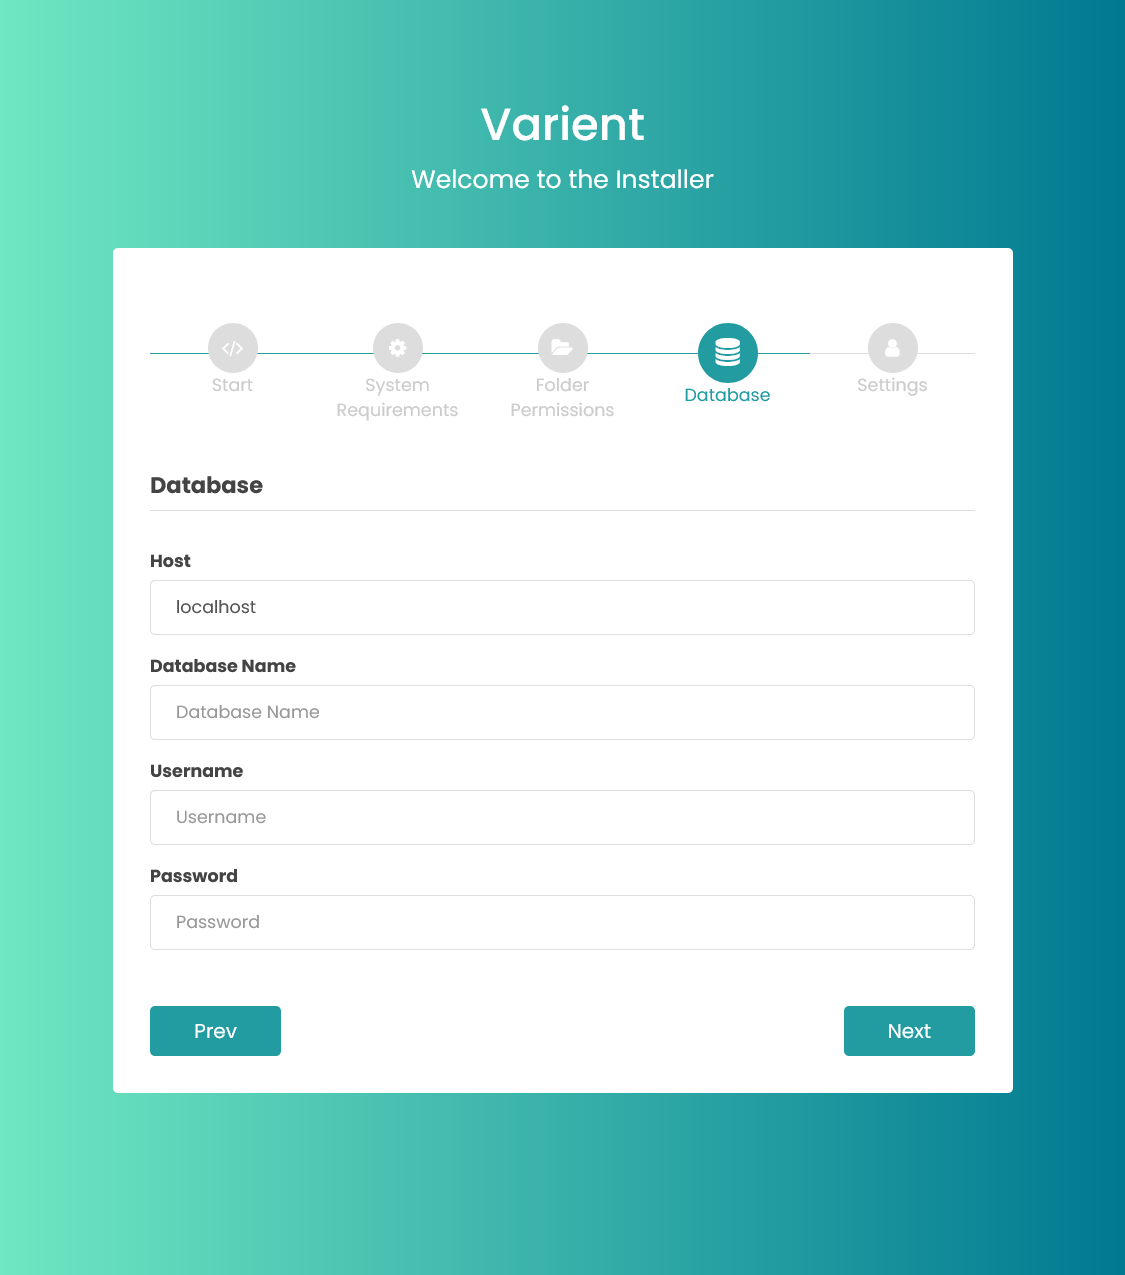 Varient
Welcome to the Installer
Start
System
Requirements
Folder
Permissions
Database
Settings
Database
Host
localhost
Database Name
Database Name
Username
Username
Password
Password
Prev
Next